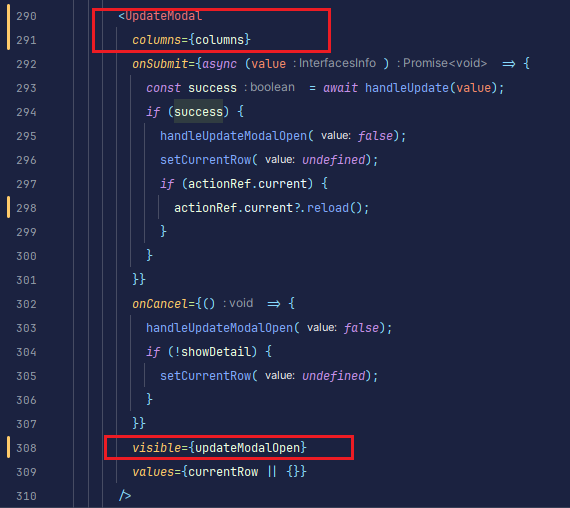 290 <UpdateModal
291 columns={columns}
292 onSubmit={async (value : InterfacesInfo ) : Promise<void> => {
293 const success : boolean = await handleUpdate(value);
294 if (success) {
295 handleUpdateModalOpen( value: false);
296 setCurrentRow( value: undefined);
297 if (actionRef.current) {
298 actionRef.current?.reload();
299 }
300 }
301 }}
302 onCancel={() : void => {
303 handleUpdateModalOpen( value: false);
304 if (!showDetail) {
305 setCurrentRow( value: undefined);
306 }
307 }}
308 visible={updateModalOpen}
309 values={currentRow || {}}
310 />